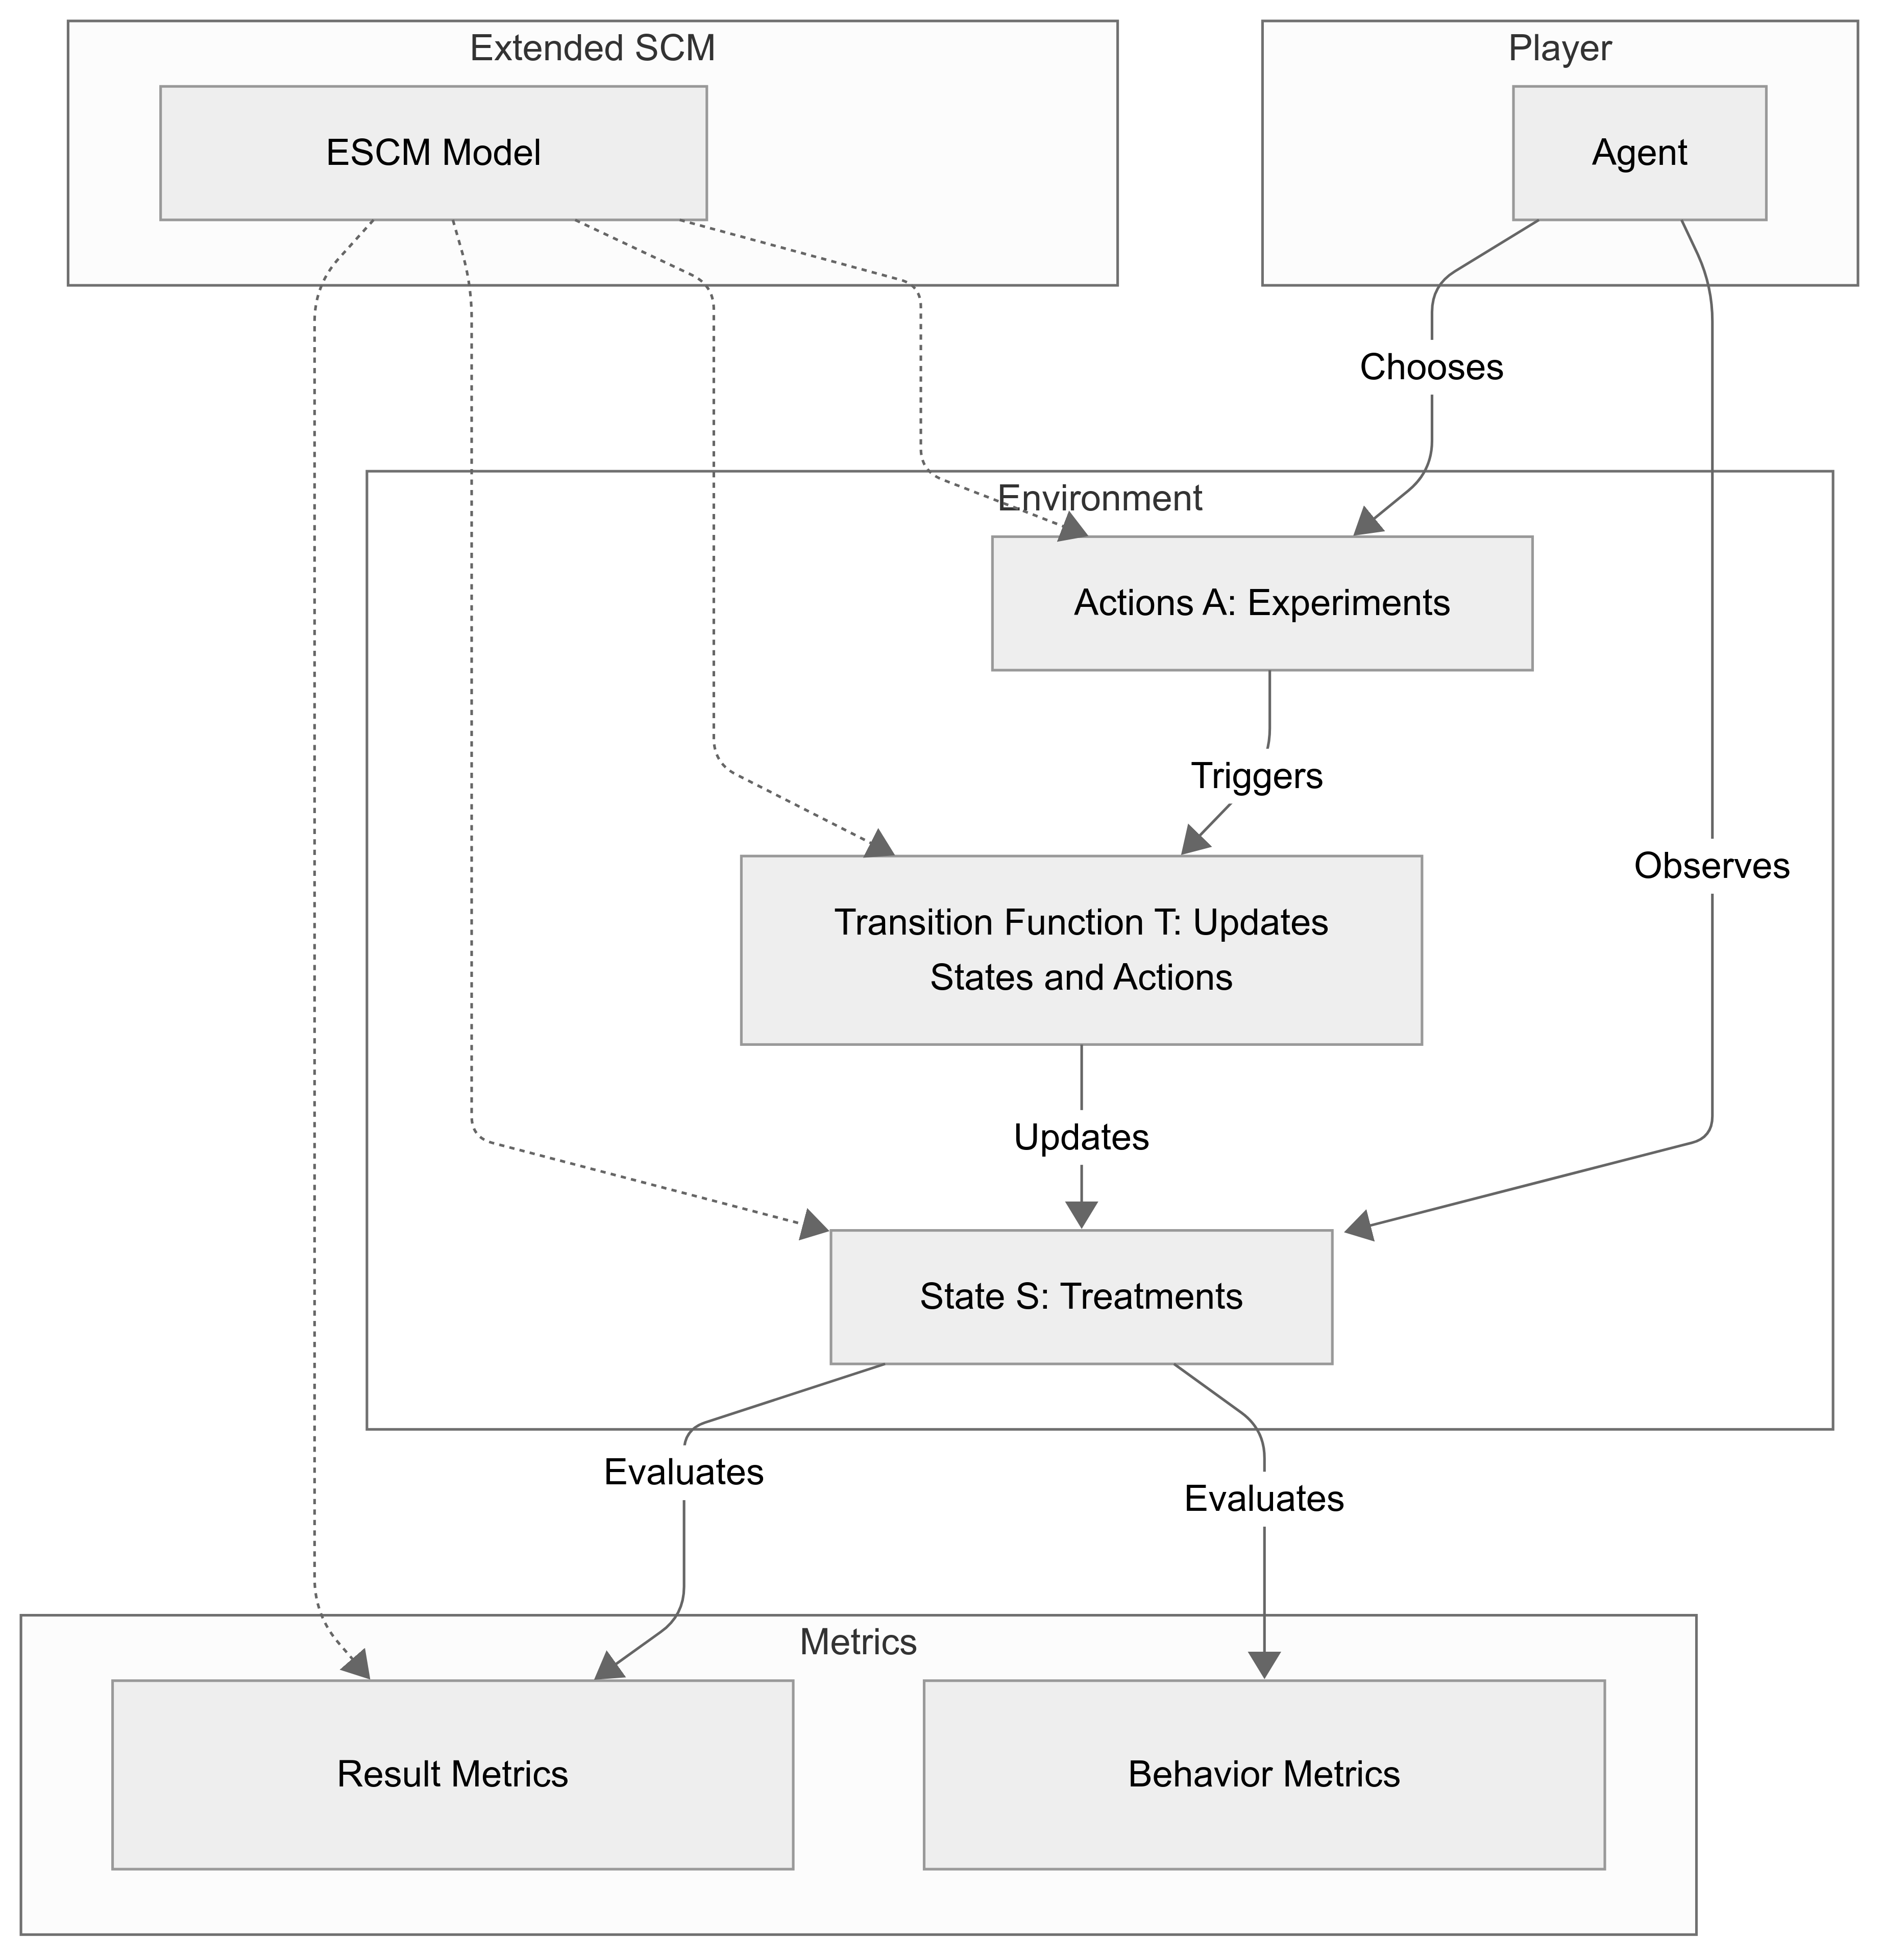 Extended SCM
Player
ESCM Model
Agent
Chooses
Environment
Actions A: Experiments
Triggers
Observes
Transition Function T: Updates
States and Actions
Updates
State S: Treatments
Evaluates
Evaluates
Metrics
Result Metrics
Behavior Metrics